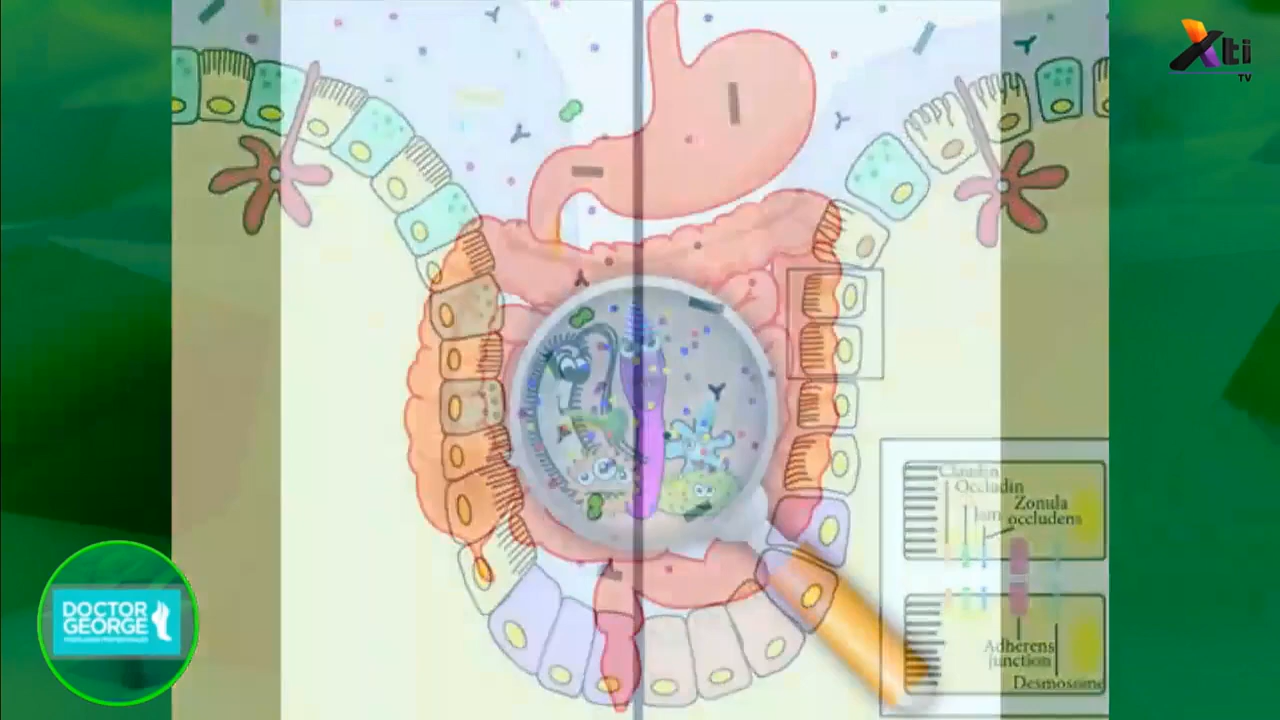 Xti
TV
Claudin
Occludin
Jam
Zonula
occludens
Adherens
junction
Desmosome
DOCTOR
GEORGE